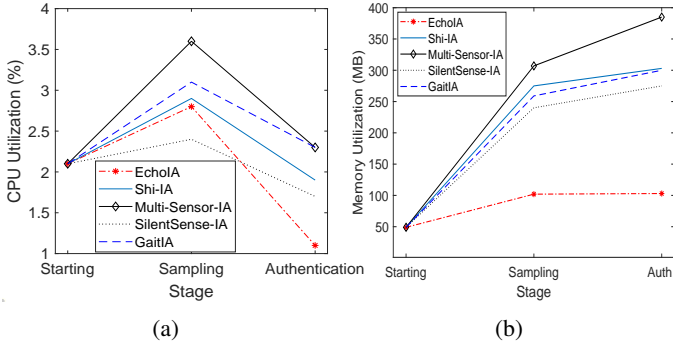 4
3.5
3
2.5
2
1.5
1
CPU Utilization (%)
EchoIA
Shi-IA
Multi-Sensor-IA
SilentSense-IA
GaitIA
Starting
Sampling
Authentication
Stage
(a)
400
350
300
250
200
150
100
50
Memory Utilization (MB)
EchoIA
Shi-IA
Multi-Sensor-IA
SilentSense-IA
GaitIA
Starting
Sampling
Auth
Stage
(b)